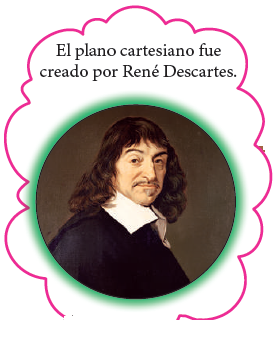 El plano cartesiano fue
creado por René Descartes.